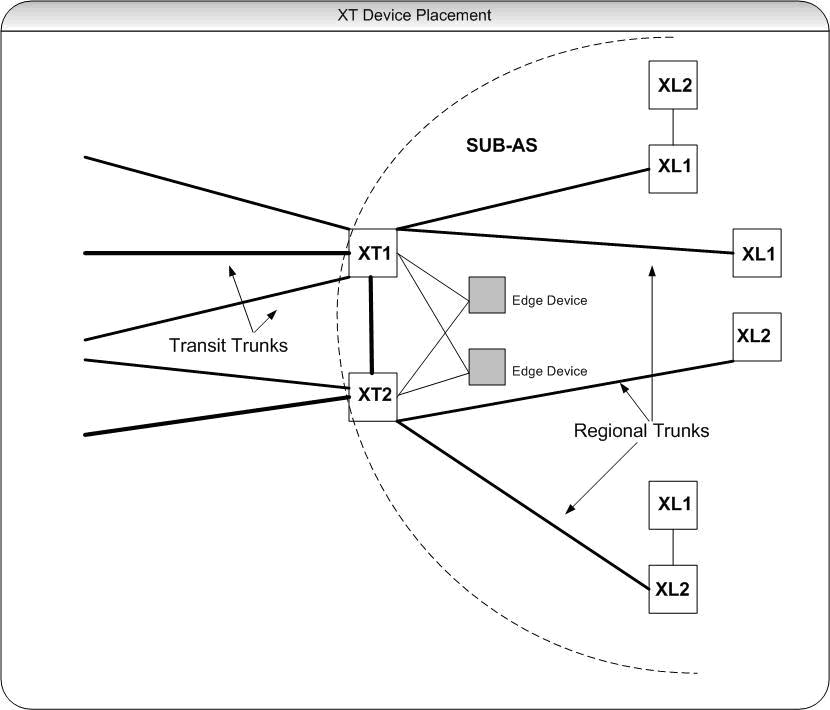 XT Device Placement
XL2
SUB-AS
XL1
XT1
XL1
Edge Device
XL2
Transit Trunks
Edge Device
XT2
Regional Trunks
XL1
XL2